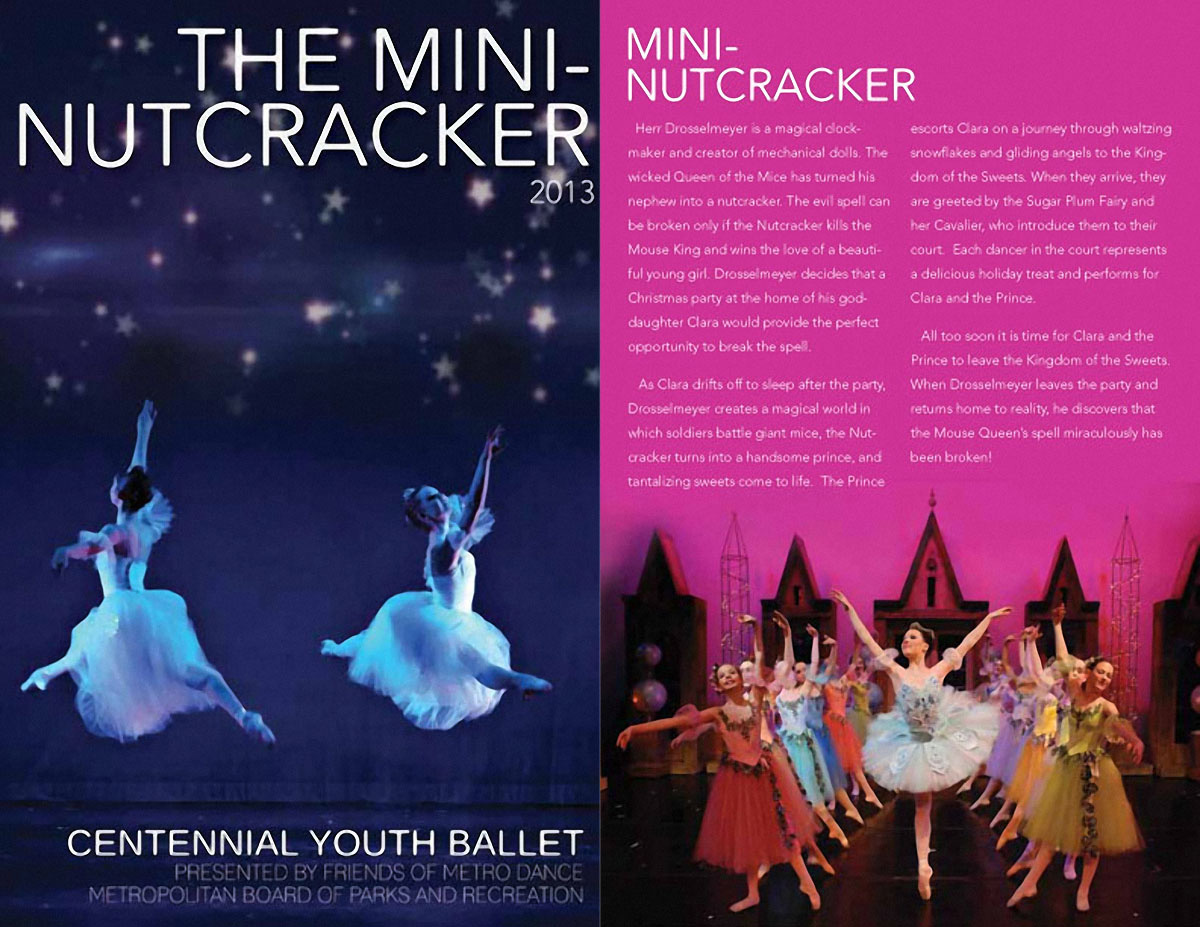 THE MINI-
NUTCRACKER
2013
CENTENNIAL YOUTH BALLET
PRESENTED BY FRIENDS OF METRO DANCE
METROPOLITAN BOARD OF PARKS AND RECREATION
MINI-
NUTCRACKER
Herr Drosselmeyer is a magical clock-
maker and creator of mechanical dolls. The
wicked Queen of the Mice has turned his
nephew into a nutcracker. The evil spell can
be broken only if the Nutcracker kills the
Mouse King and wins the love of a beauti-
ful young girl. Drosselmeyer decides that a
Christmas party at the home of his god-
daughter Clara would provide the perfect
opportunity to break the spell.
As Clara drifts off to sleep after the party,
Drosselmeyer creates a magical world in
which soldiers battle giant mice, the Nut-
cracker turns into a handsome prince, and
tantalizing sweets come to life.  The Prince
escorts Clara on a journey through waltzing
snowflakes and gliding angels to the King-
dom of the Sweets. When they arrive, they
are greeted by the Sugar Plum Fairy and
her Cavalier, who introduce them to their
court.  Each dancer in the court represents
a delicious holiday treat and performs for
Clara and the Prince.
All too soon it is time for Clara and the
Prince to leave the Kingdom of the Sweets.
When Drosselmeyer leaves the party and
returns home to reality, he discovers that
the Mouse Queen's spell miraculously has
been broken!